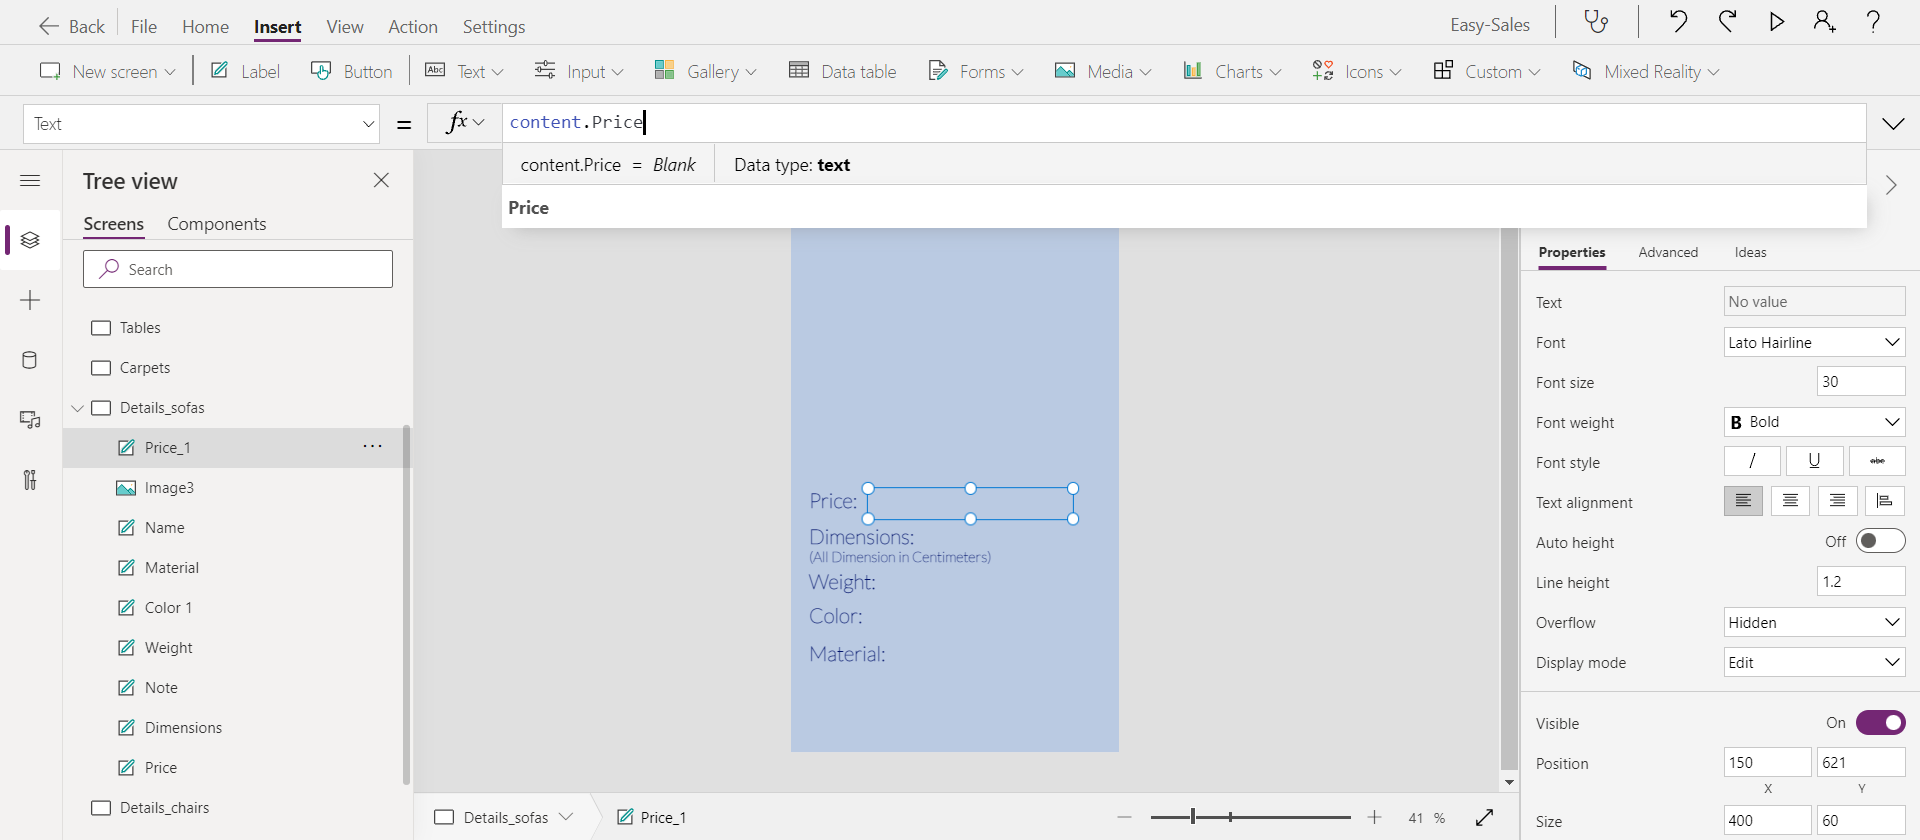 Back File Home Insert View Action Settings Easy-Sales ?
New screen Label Button Abc Text Input Gallery Data table Forms Media Charts Icons Custom Mixed Reality
Text = fx content.Price
content.Price = Blank Data type: text
Price
Tree view
Screens Components
Search
Tables
Carpets
Details_sofas
Price_1 ...
Image3
Name
Material
Color 1
Weight
Note
Dimensions
Price
Details_chairs
Price:
Dimensions:
(All Dimension in Centimeters)
Weight:
Color:
Material:
Details_sofas Price_1 41 %
Properties Advanced Ideas
Text No value
Font Lato Hairline
Font size 30
Font weight B Bold
Font style / U abc
Text alignment
Auto height Off
Line height 1.2
Overflow Hidden
Display mode Edit
Visible On
Position 150 621
X Y
Size 400 60